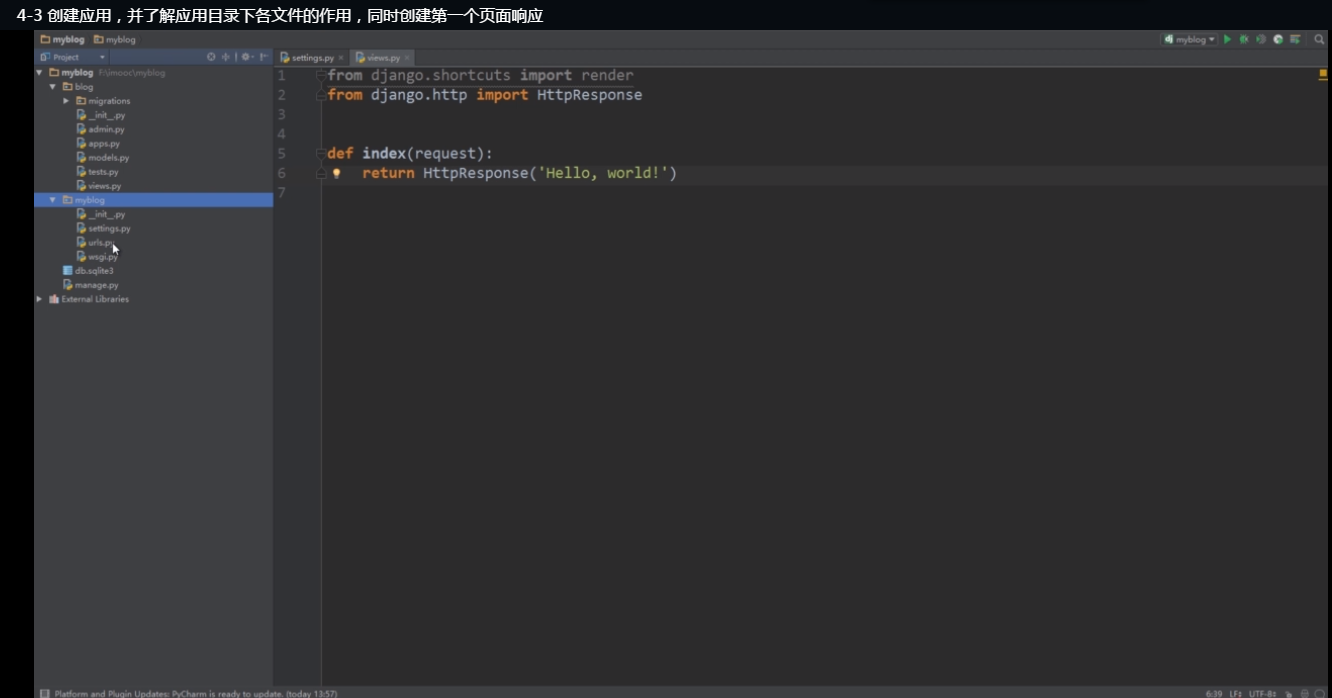 4-3 创建应用，并了解应用目录下各文件的作用，同时创建第一个页面响应
myblog myblog
myblog
Project
settings.py views.py
myblog F:\imooc\myblog
blog
migrations
__init__.py
admin.py
apps.py
models.py
tests.py
views.py
myblog
__init__.py
settings.py
urls.py
wsgi.py
db.sqlite3
manage.py
External Libraries
1 from django.shortcuts import render
2 from django.http import HttpResponse
3
4
5 def index(request):
6 return HttpResponse('Hello, world!')
7
Platform and Plugin Updates: PyCharm is ready to update. (today 13:57)
6:39 LF÷ UTF-8÷